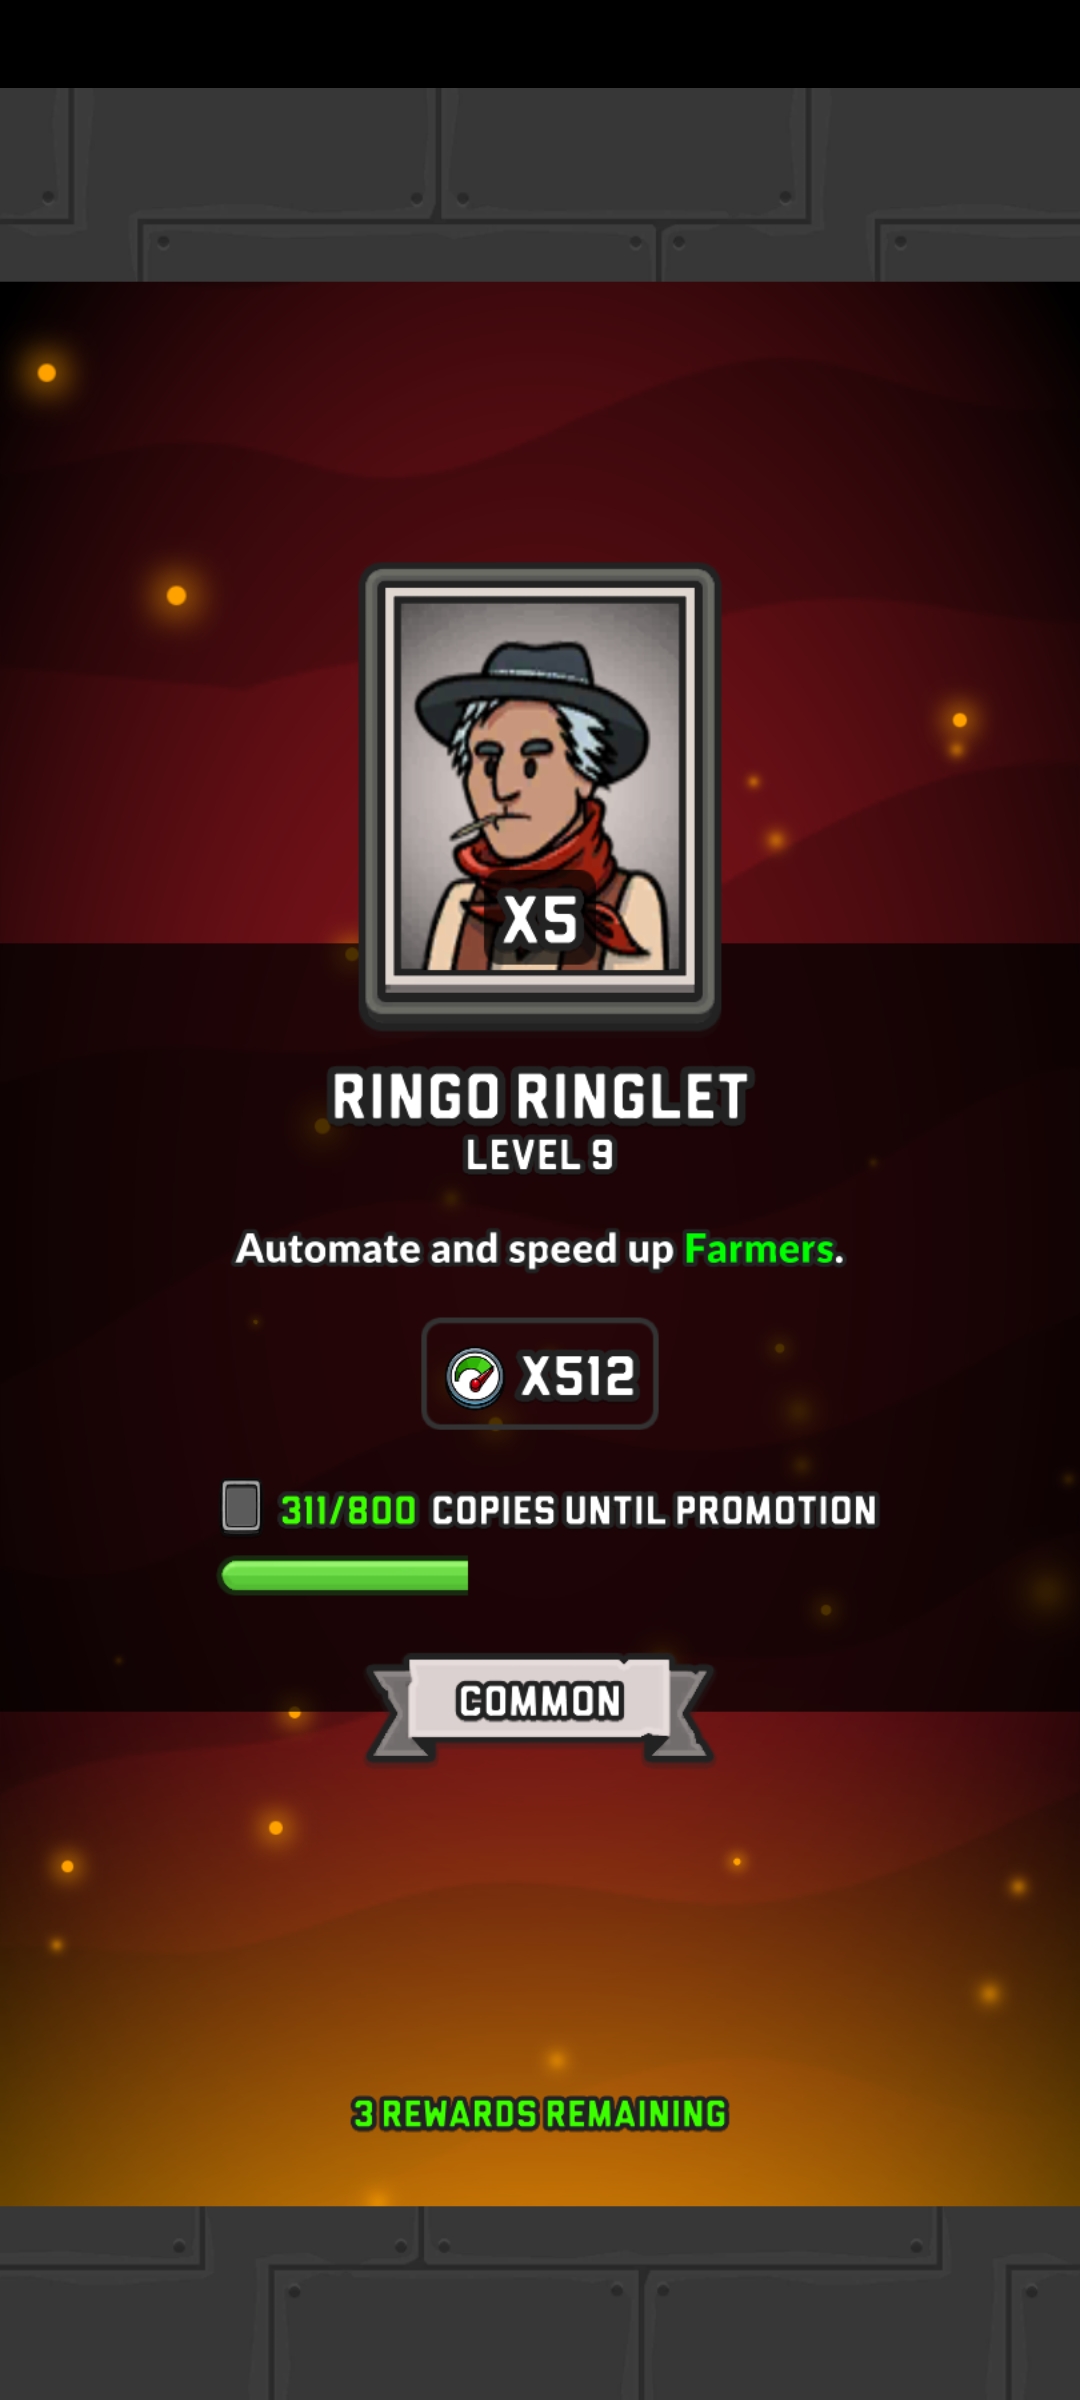 X5
RINGO RINGLET
LEVEL 9
Automate and speed up Farmers.
X512
311/800 COPIES UNTIL PROMOTION
COMMON
3 REWARDS REMAINING